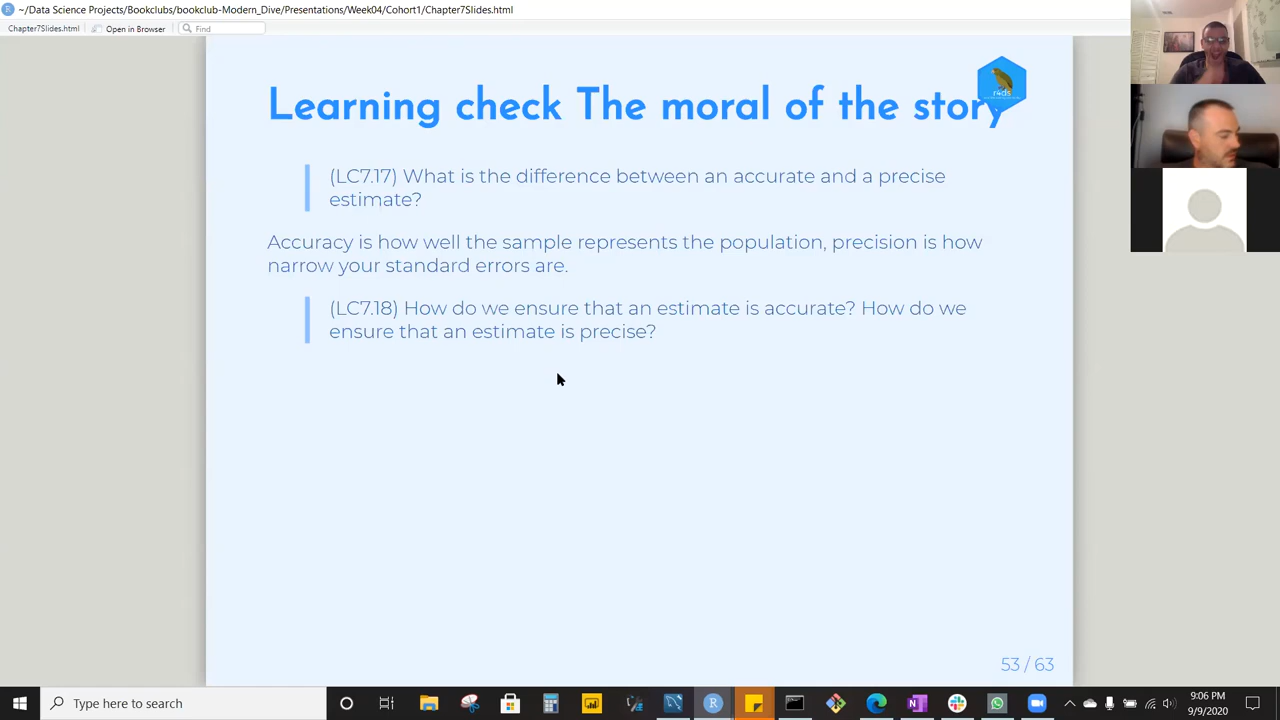 ~/Data Science Projects/Bookclubs/bookclub-Modern_Dive/Presentations/Week04/Cohort1/Chapter7Slides.html
Chapter7Slides.html
Open in Browser
Find
Learning check The moral of the story
r4ds
(LC7.17) What is the difference between an accurate and a precise
estimate?
Accuracy is how well the sample represents the population, precision is how
narrow your standard errors are.
(LC7.18) How do we ensure that an estimate is accurate? How do we
ensure that an estimate is precise?
53 / 63
Type here to search
9:06 PM
9/9/2020